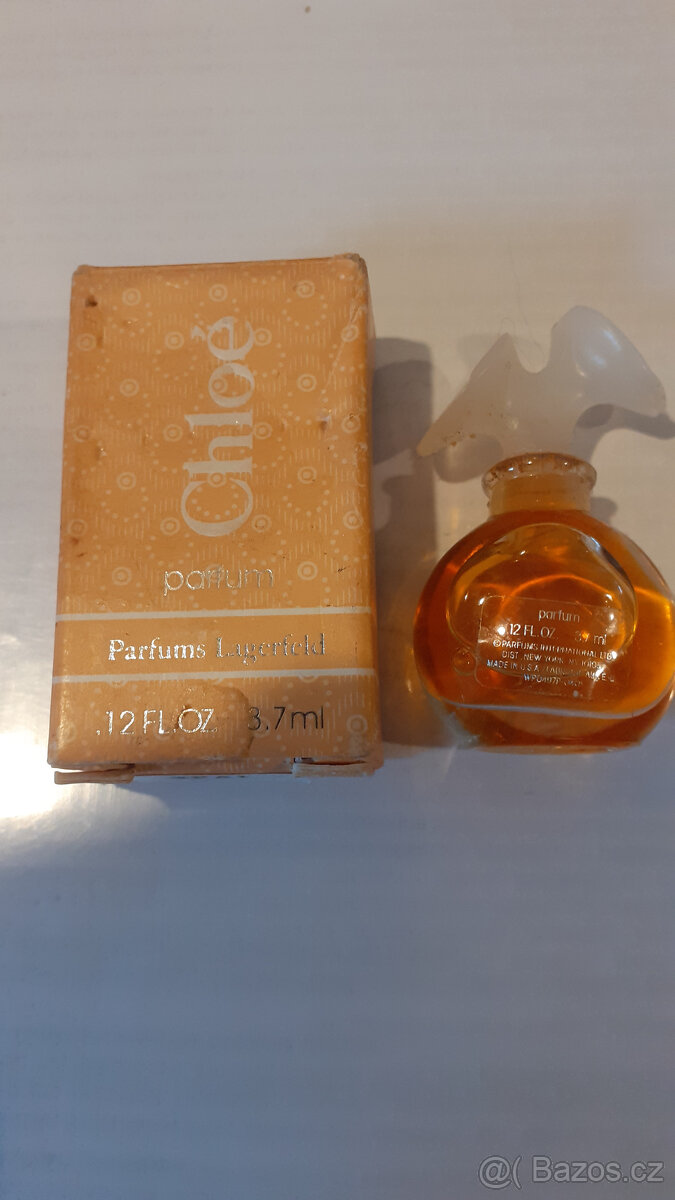 Chloé
parfum
Parfums Lagerfeld
.12 FL.OZ. 3.7ml
parfum
.12 FL.OZ. ml
© PARFUMS INTERNATIONAL LTD
DIST. NEW YORK
MADE IN U.S.A.
@( Bazos.cz